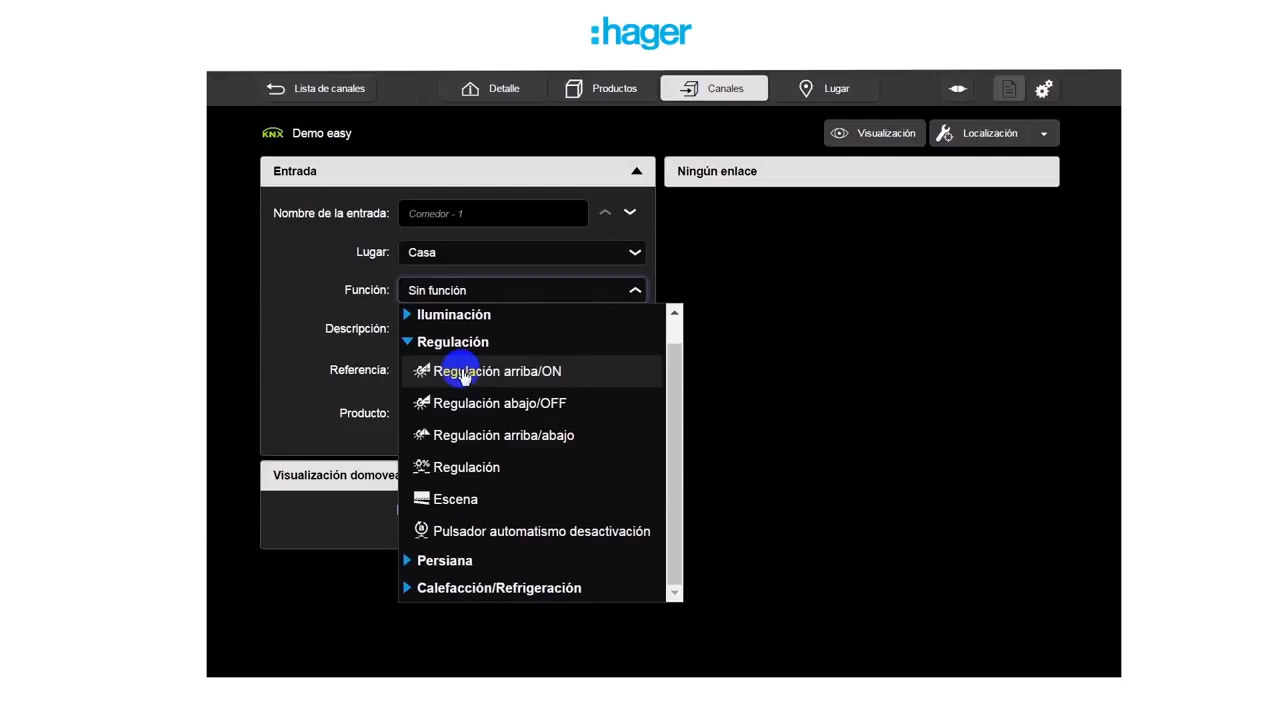 :hager
Lista de canales
Detalle
Productos
Canales
Lugar
KNX Demo easy
Visualización
Localización
Entrada
Ningún enlace
Nombre de la entrada: Comedor - 1
Lugar: Casa
Función: Sin función
Iluminación
Descripción:
Regulación
Referencia:
Regulación arriba/ON
Regulación abajo/OFF
Producto:
Regulación arriba/abajo
Regulación
Visualización domovea
Escena
Pulsador automatismo desactivación
Persiana
Calefacción/Refrigeración